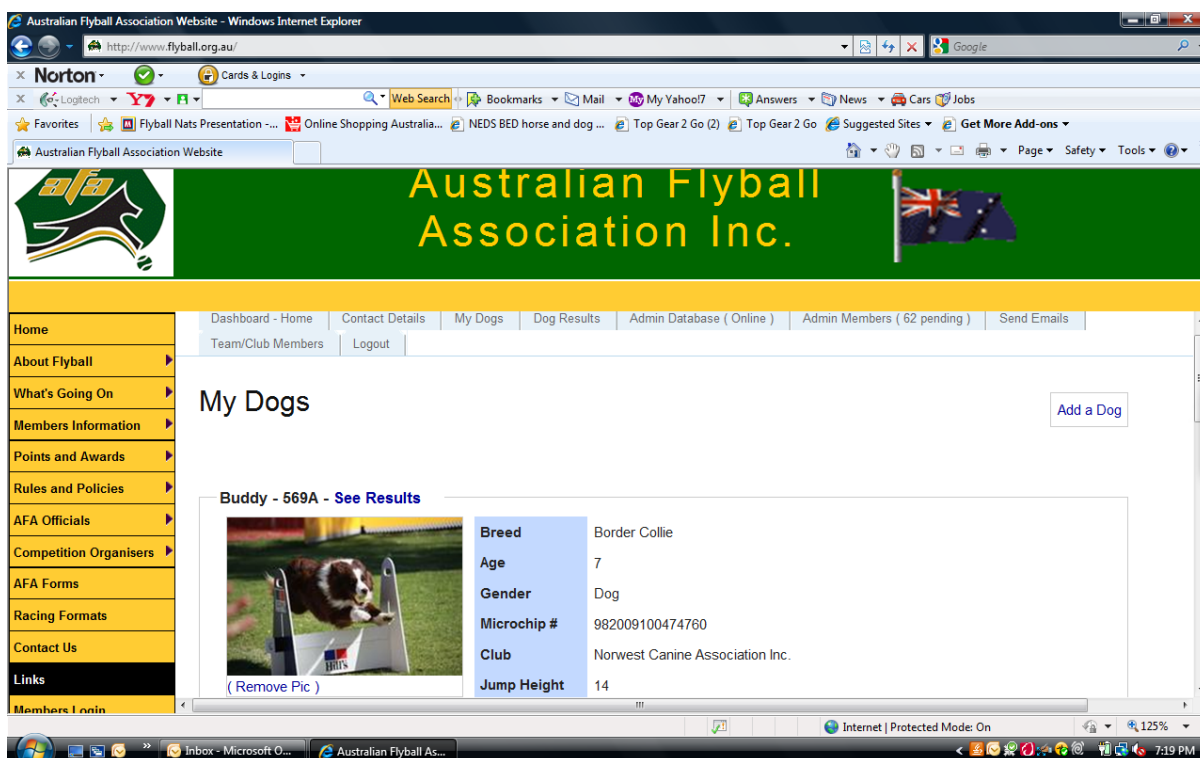 Australian Flyball Association Website - Windows Internet Explorer
http://www.flyball.org.au/
Google
Norton
Cards & Logins
Logitech
Y7
Web Search
Bookmarks
Mail
My Yahoo!7
Answers
News
Cars
Jobs
Favorites
Flyball Nats Presentation -...
Online Shopping Australia...
NEDS BED horse and dog ...
Top Gear 2 Go (2)
Top Gear 2 Go
Suggested Sites
Get More Add-ons
Australian Flyball Association Website
Page
Safety
Tools
afa
Australian Flyball
Association Inc.
Home
About Flyball
What's Going On
Members Information
Points and Awards
Rules and Policies
AFA Officials
Competition Organisers
AFA Forms
Racing Formats
Contact Us
Links
Members Login
Dashboard - Home
Contact Details
My Dogs
Dog Results
Admin Database ( Online )
Admin Members ( 62 pending )
Send Emails
Team/Club Members
Logout
My Dogs
Add a Dog
Buddy - 569A - See Results
Hill's
( Remove Pic )
Breed Border Collie
Age 7
Gender Dog
Microchip # 982009100474760
Club Norwest Canine Association Inc.
Jump Height 14
Internet | Protected Mode: On
125%
Inbox - Microsoft O...
Australian Flyball As...
7:19 PM